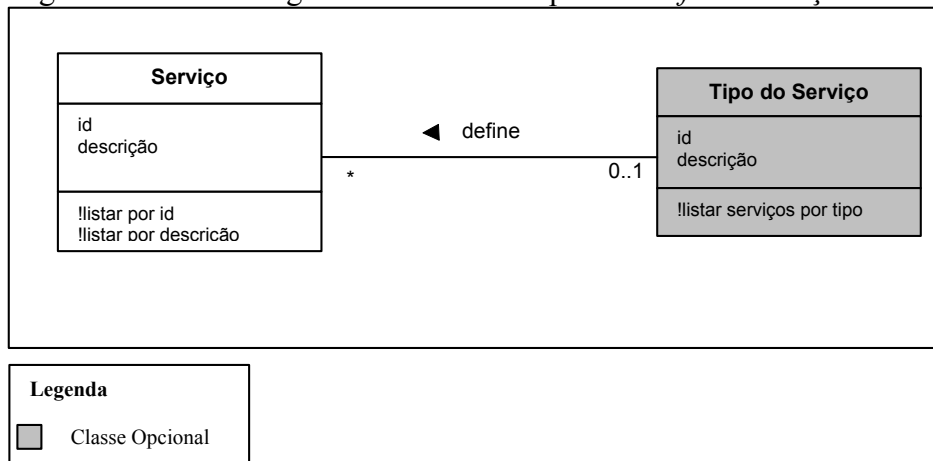 Serviço
id
descrição
!listar por id
!listar por descrição
define
*
0..1
Tipo do Serviço
id
descrição
!listar serviços por tipo
Legenda
Classe Opcional